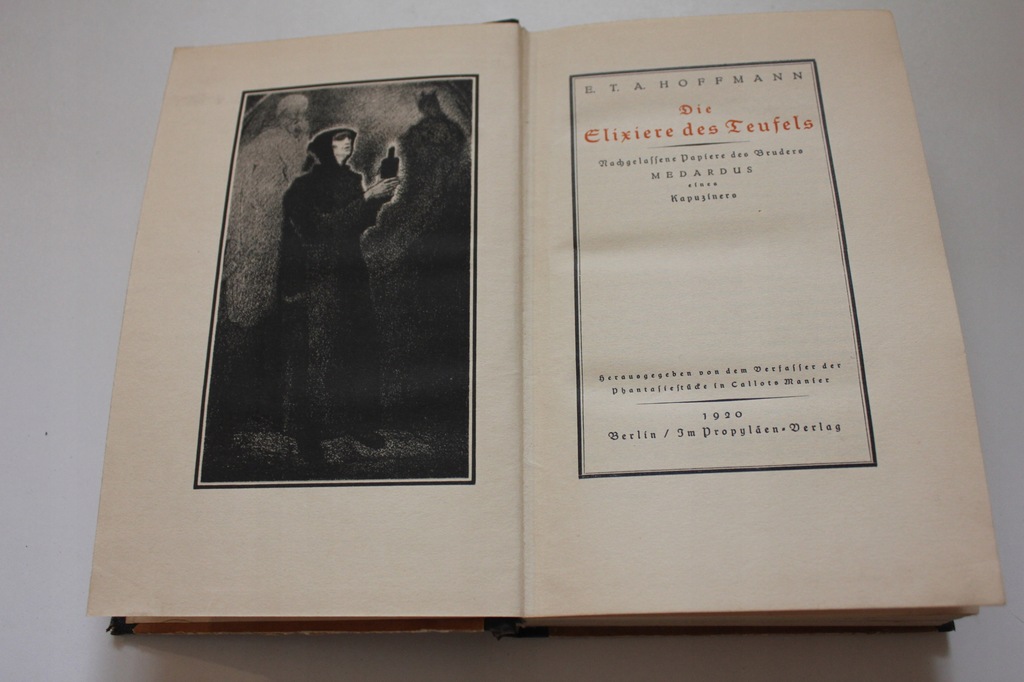 E. T. A. HOFFMANN
Die
Elixiere des Teufels
Nachgelassene Papiere des Bruders
MEDARDUS
eines
Kapuziners
Herausgegeben von dem Verfasser der
Phantasiestücke in Callots Manier
1920
Berlin / Im Propyläen-Verlag